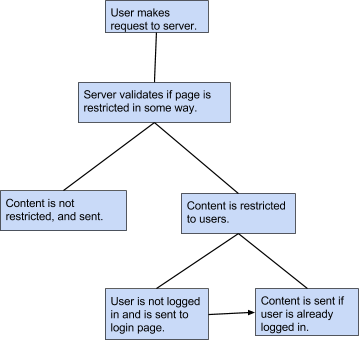 User makes
request to server.
Server validates if page is
restricted in some way.
Content is not
restricted, and sent.
Content is restricted
to users.
User is not logged
in and is sent to
login page.
Content is sent if
user is already
logged in.